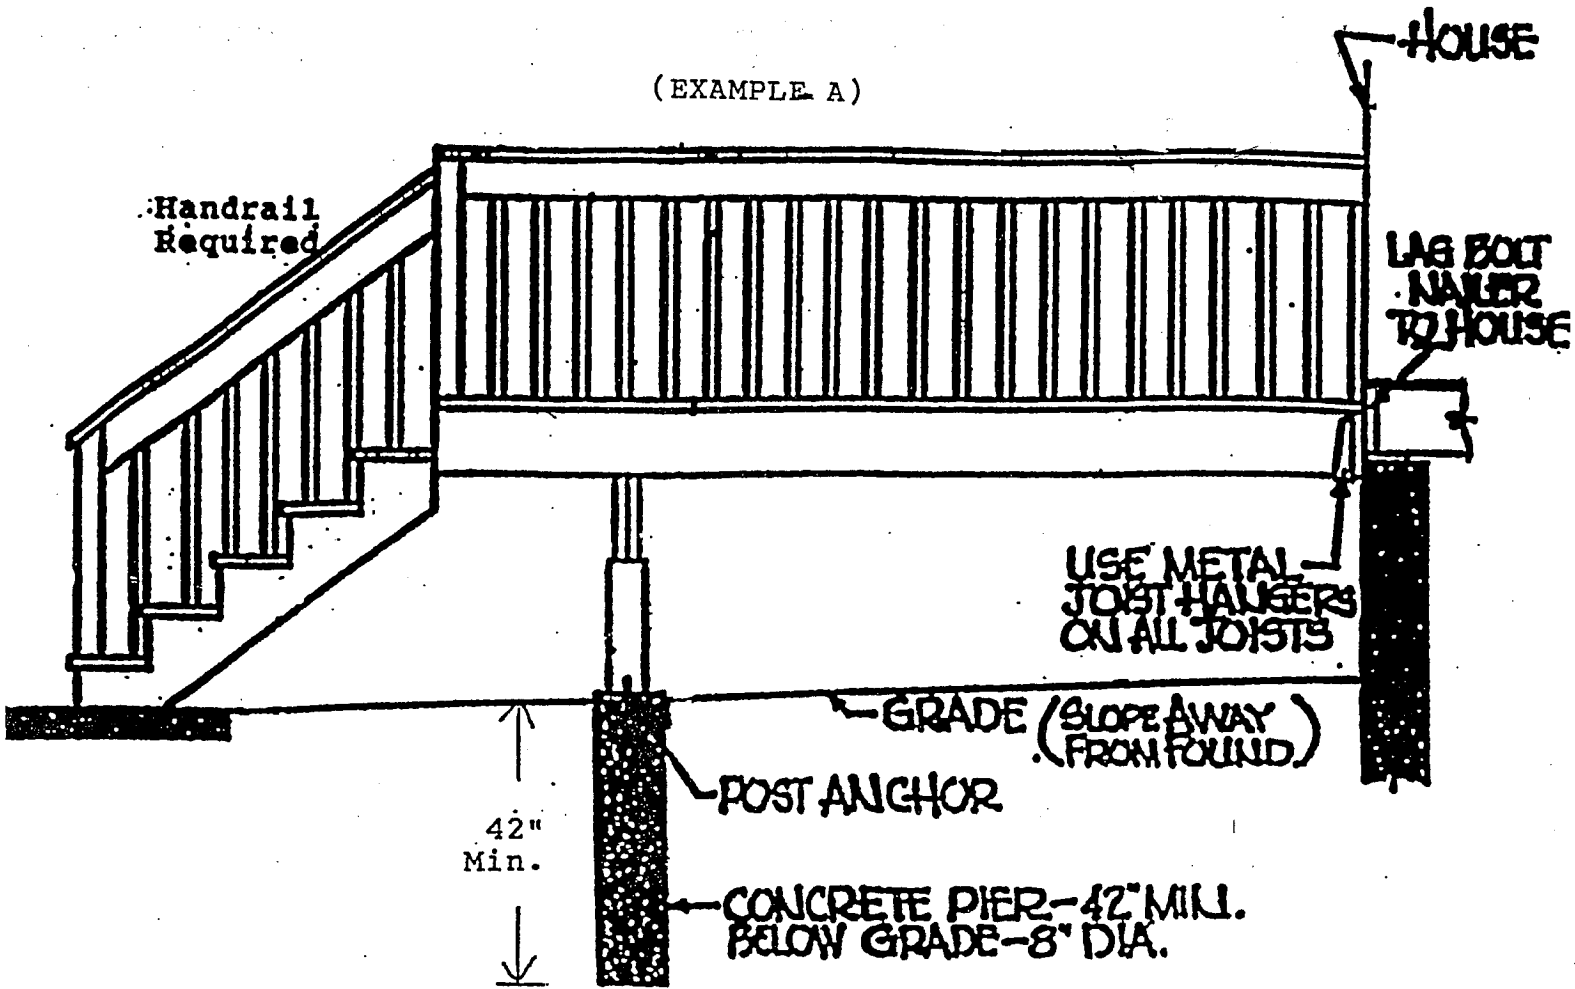 HOUSE
(EXAMPLE A)
Handrail
Required
LAG BOLT
NAILER
TO HOUSE
USE METAL
JOIST HANGERS
ON ALL JOISTS
GRADE (SLOPE AWAY
FROM FOUND)
POST ANCHOR
42"
Min.
CONCRETE PIER-42" MIN.
BELOW GRADE-8" DIA.